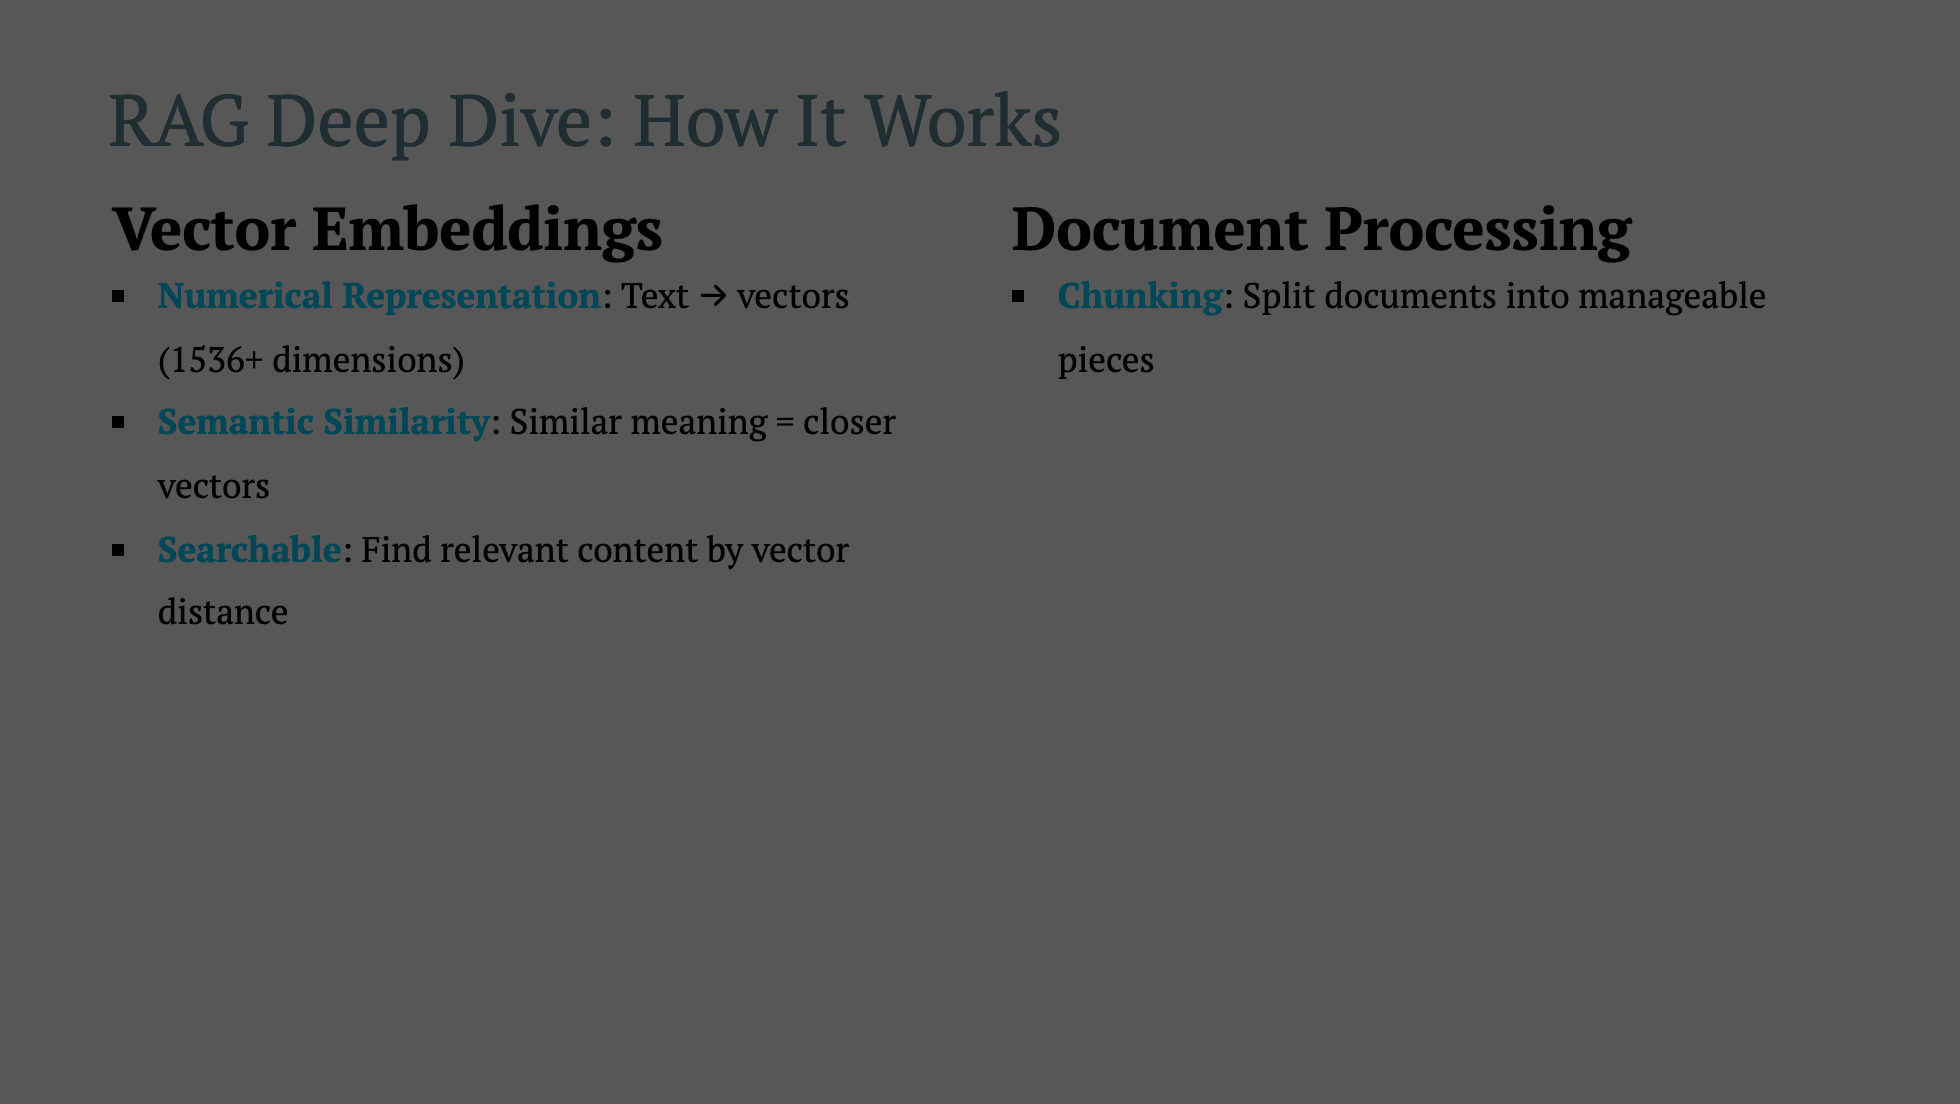 RAG Deep Dive: How It Works
Vector Embeddings
▪ Numerical Representation: Text → vectors
(1536+ dimensions)
▪ Semantic Similarity: Similar meaning = closer
vectors
▪ Searchable: Find relevant content by vector
distance
Document Processing
▪ Chunking: Split documents into manageable
pieces